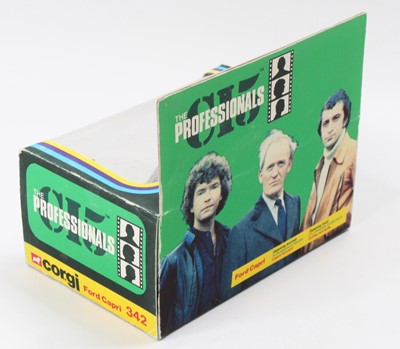 THE
PROFESSIONALS
CI5
Ford Capri
THE
PROFESSIONALS
CI5
corgi
Ford Capri 342